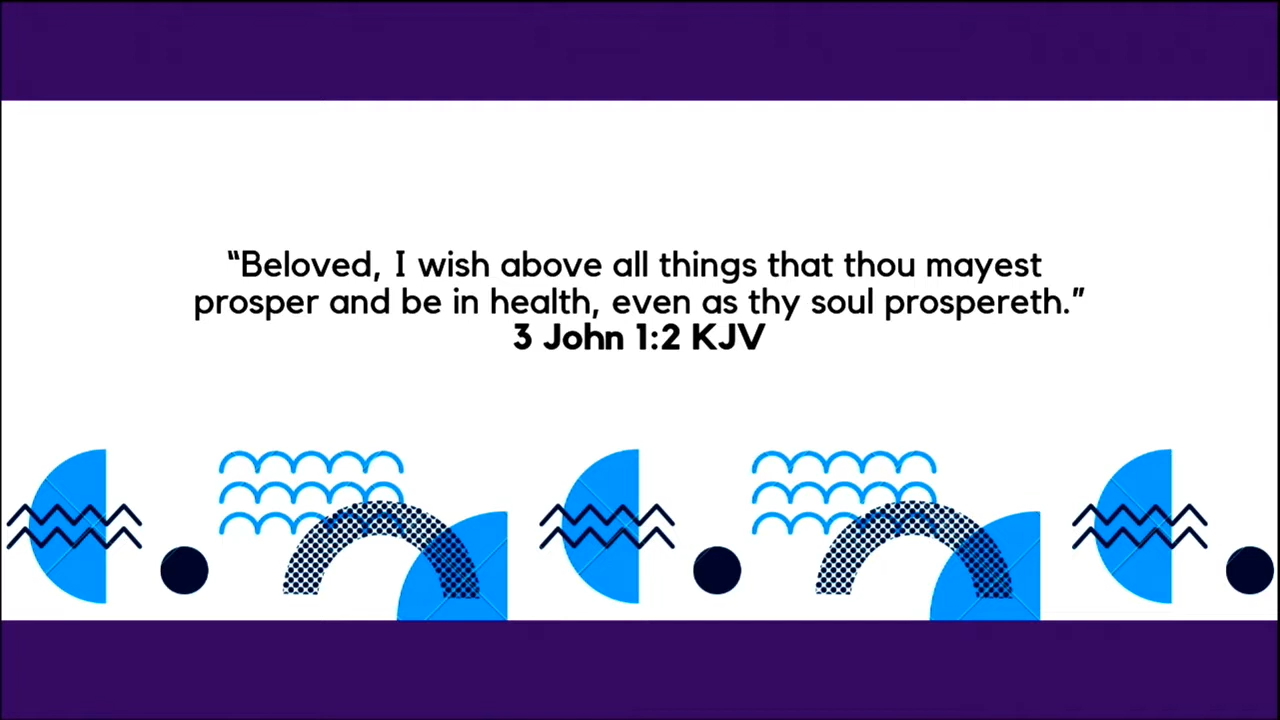 “Beloved, I wish above all things that thou mayest
prosper and be in health, even as thy soul prospereth.”
3 John 1:2 KJV